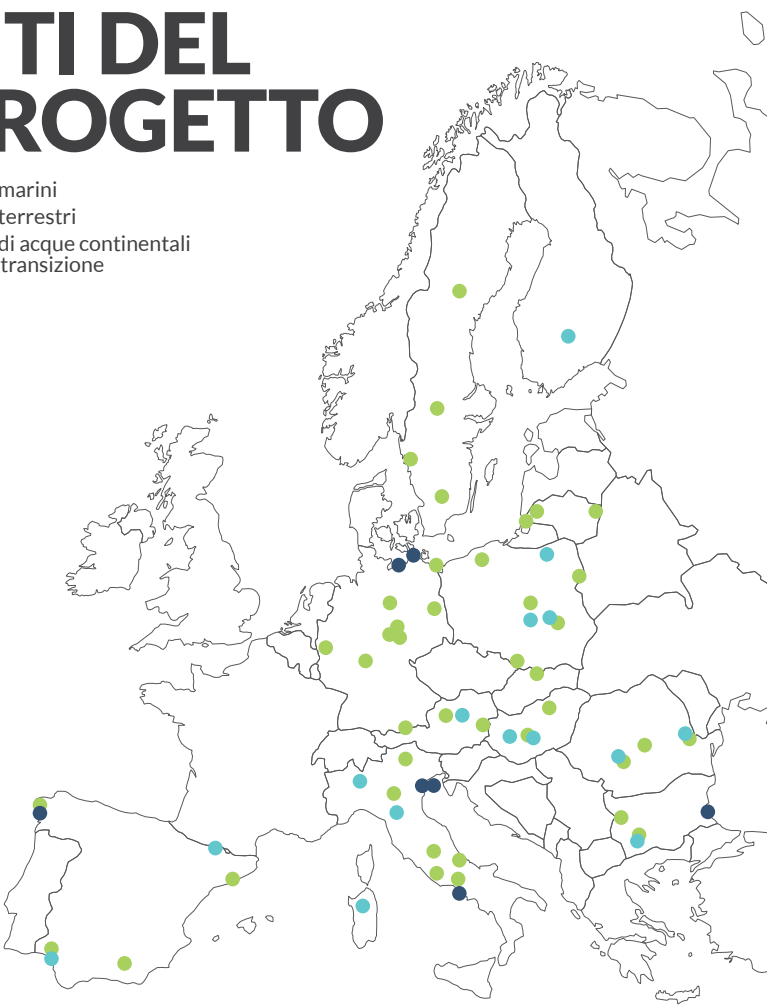 TI DEL
ROGETTO
marini
terrestri
di acque continentali
transizione